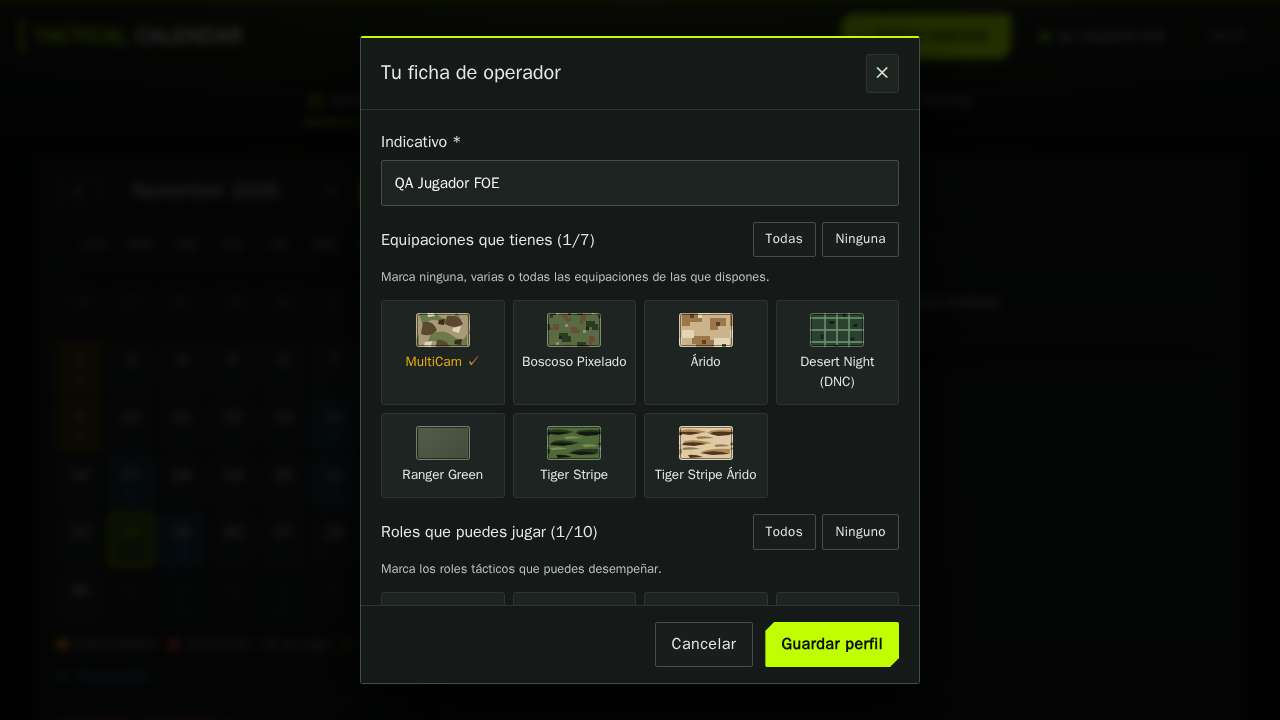 TACTICAL CALENDAR
Tu ficha de operador
Indicativo *
QA Jugador FOE
Equipaciones que tienes (1/7)
Todas
Ninguna
Marca ninguna, varias o todas las equipaciones de las que dispones.
MultiCam ✓
Boscoso Pixelado
Árido
Desert Night
(DNC)
Ranger Green
Tiger Stripe
Tiger Stripe Árido
Roles que puedes jugar (1/10)
Todos
Ninguno
Marca los roles tácticos que puedes desempeñar.
Cancelar
Guardar perfil